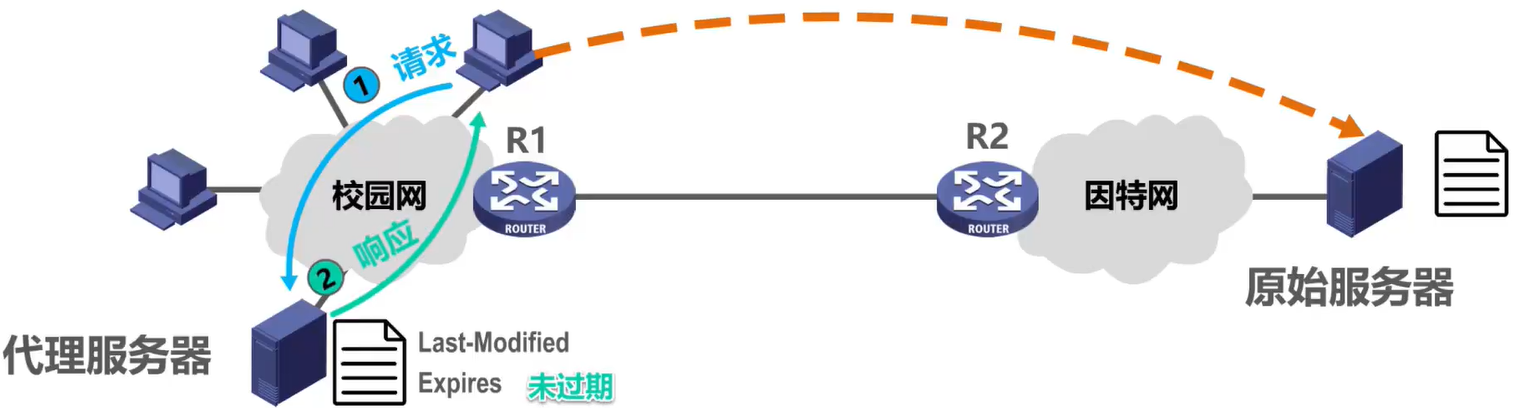 1
请求
校园网
R1
ROUTER
R2
ROUTER
因特网
原始服务器
2
响应
代理服务器
Last-Modified
Expires 未过期